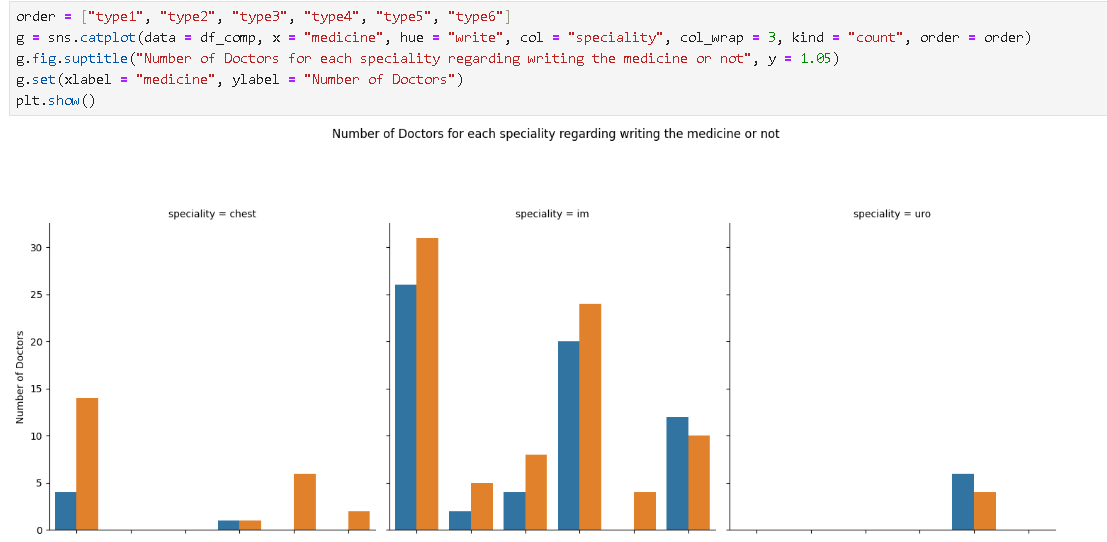 order = ["type1", "type2", "type3", "type4", "type5", "type6"]
g = sns.catplot(data = df_comp, x = "medicine", hue = "write", col = "speciality", col_wrap = 3, kind = "count", order = order)
g.fig.suptitle("Number of Doctors for each speciality regarding writing the medicine or not", y = 1.05)
g.set(xlabel = "medicine", ylabel = "Number of Doctors")
plt.show()
Number of Doctors for each speciality regarding writing the medicine or not
speciality = chest
speciality = im
speciality = uro
Number of Doctors
30
25
20
15
10
5
0